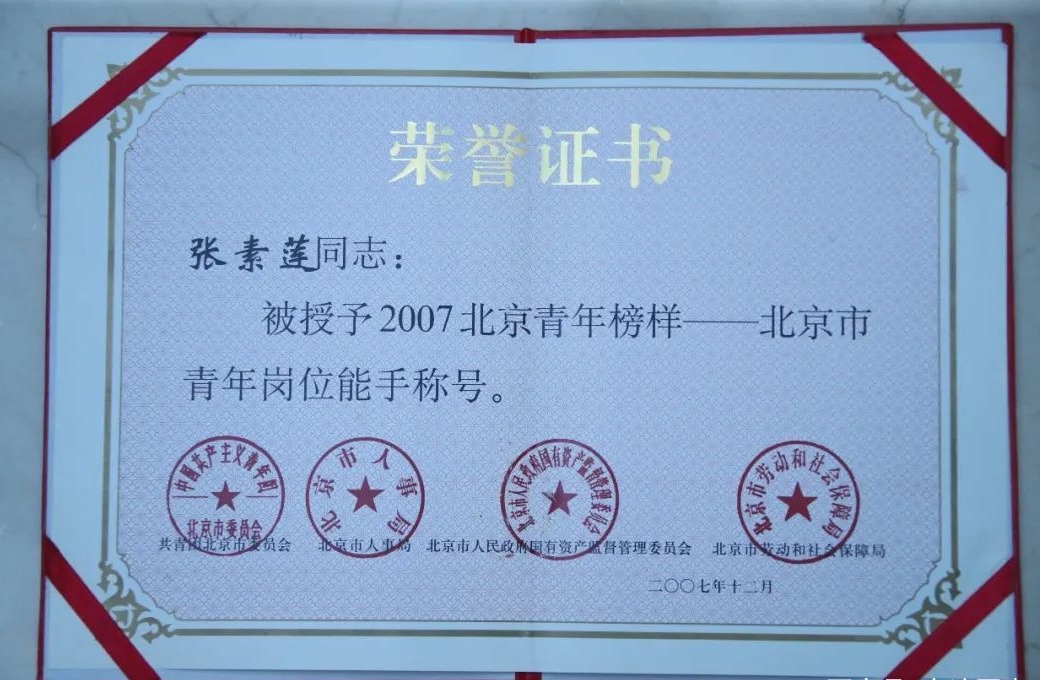 荣誉证书
张素莲同志：
被授予2007北京青年榜样——北京市
青年岗位能手称号。
中国共产主义青年团
北京市委员会
北京市人事局
北京市人民政府国有资产监督管理委员会
北京市劳动和社会保障局
共青团北京市委员会 北京市人事局 北京市人民政府国有资产监督管理委员会 北京市劳动和社会保障局
二〇〇七年十二月